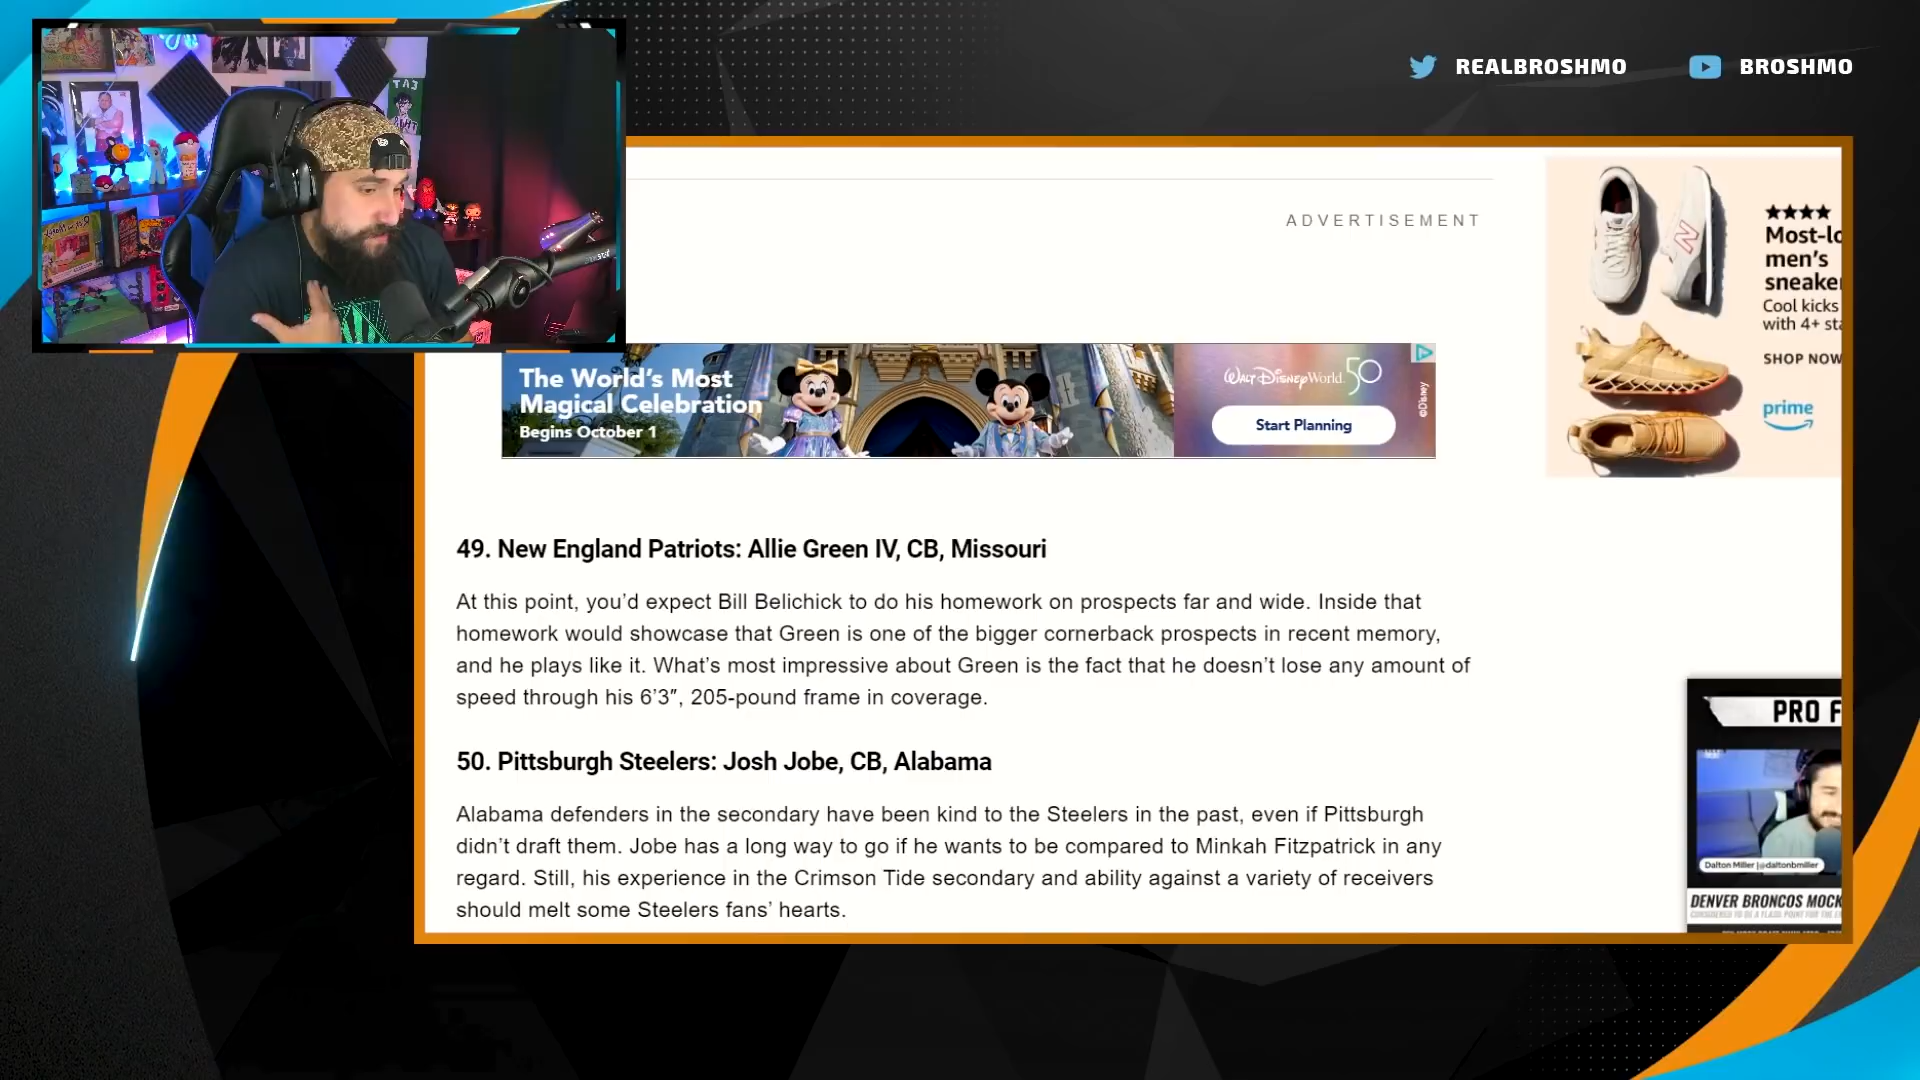 REALBROSHMO
BROSHMO
ADVERTISEMENT
The World's Most
Magical Celebration
Begins October 1
Walt Disney World. 50
Start Planning
©Disney
★★★★
Most-lo
men's
sneake
Cool kicks
with 4+ sta
SHOP NOW
prime
49. New England Patriots: Allie Green IV, CB, Missouri
At this point, you'd expect Bill Belichick to do his homework on prospects far and wide. Inside that
homework would showcase that Green is one of the bigger cornerback prospects in recent memory,
and he plays like it. What's most impressive about Green is the fact that he doesn't lose any amount of
speed through his 6'3″, 205-pound frame in coverage.
50. Pittsburgh Steelers: Josh Jobe, CB, Alabama
Alabama defenders in the secondary have been kind to the Steelers in the past, even if Pittsburgh
didn't draft them. Jobe has a long way to go if he wants to be compared to Minkah Fitzpatrick in any
regard. Still, his experience in the Crimson Tide secondary and ability against a variety of receivers
should melt some Steelers fans' hearts.
PRO F
Dalton Miller |@daltonbmiller
DENVER BRONCOS MOCK